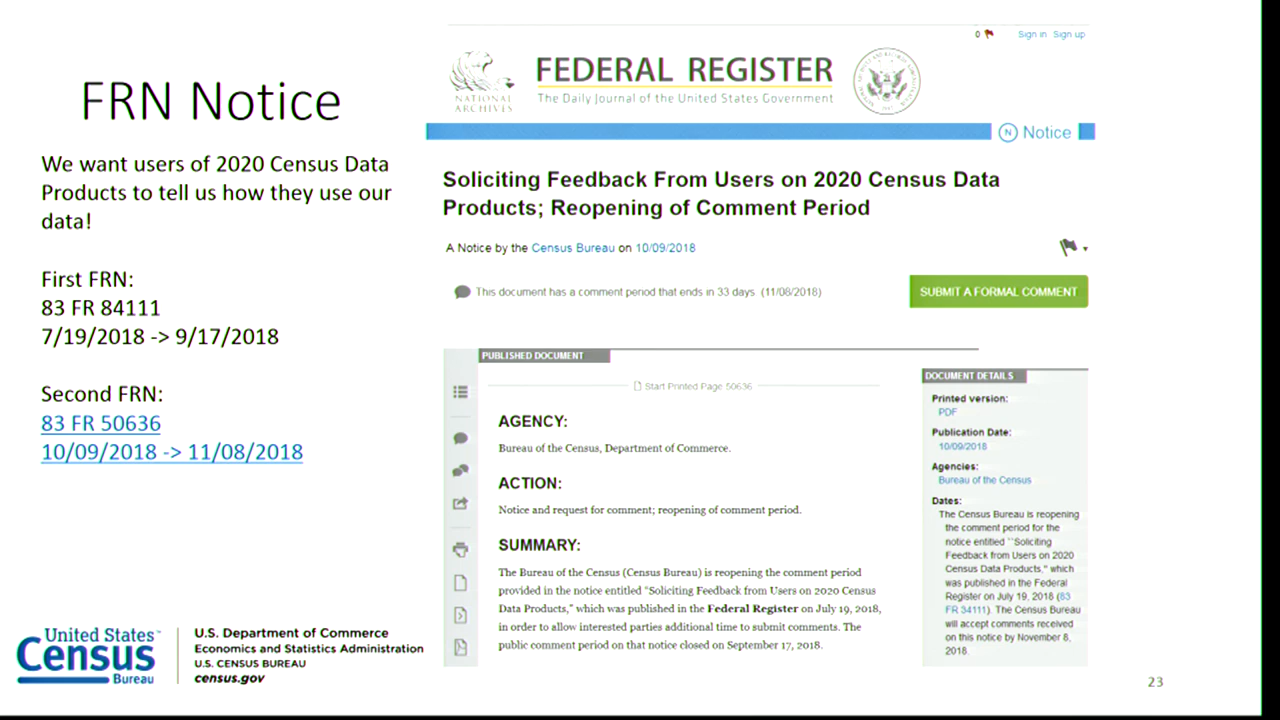 FRN Notice
We want users of 2020 Census Data
Products to tell us how they use our
data!
First FRN:
83 FR 84111
7/19/2018 -> 9/17/2018
Second FRN:
83 FR 50636
10/09/2018 -> 11/08/2018
0
Sign in Sign up
NATIONAL
ARCHIVES
FEDERAL REGISTER
The Daily Journal of the United States Government
N Notice
Soliciting Feedback From Users on 2020 Census Data
Products; Reopening of Comment Period
A Notice by the Census Bureau on 10/09/2018
This document has a comment period that ends in 33 days. (11/08/2018)
SUBMIT A FORMAL COMMENT
PUBLISHED DOCUMENT
Start Printed Page 50636
AGENCY:
Bureau of the Census, Department of Commerce.
ACTION:
Notice and request for comment; reopening of comment period.
SUMMARY:
The Bureau of the Census (Census Bureau) is reopening the comment period
provided in the notice entitled “Soliciting Feedback from Users on 2020 Census
Data Products,” which was published in the Federal Register on July 19, 2018,
in order to allow interested parties additional time to submit comments. The
public comment period on that notice closed on September 17, 2018.
DOCUMENT DETAILS
Printed version:
PDF
Publication Date:
10/09/2018
Agencies:
Bureau of the Census
Dates:
The Census Bureau is reopening
the comment period for the
notice entitled ``Soliciting
Feedback from Users on 2020
Census Data Products,'' which
was published in the Federal
Register on July 19, 2018 (83
FR 34111). The Census Bureau
will accept comments received
on this notice by November 8,
2018.
United States™
Census
Bureau
U.S. Department of Commerce
Economics and Statistics Administration
U.S. CENSUS BUREAU
census.gov
23